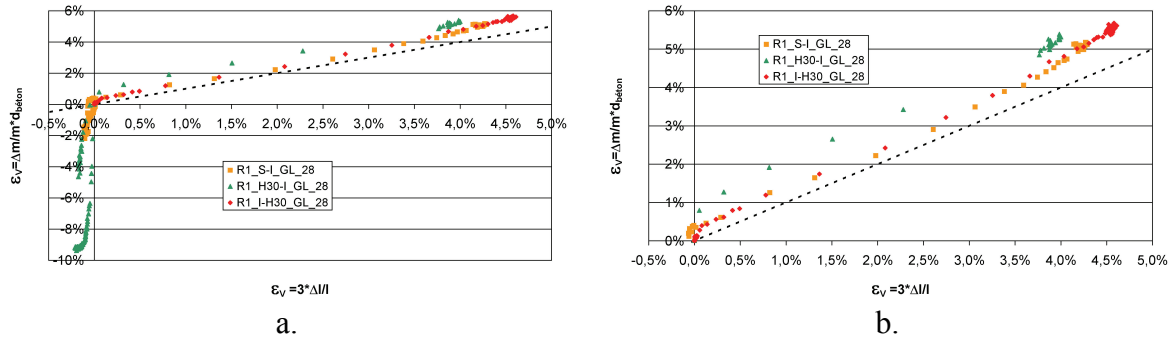 6%
4%
2%
0%
-2%
-4%
-6%
-8%
-10%
-0,5% 0,0% 0,5% 1,0% 1,5% 2,0% 2,5% 3,0% 3,5% 4,0% 4,5% 5,0%
εV=Δm/m*dbéton
R1_S-I_GL_28
R1_H30-I_GL_28
R1_I-H30_GL_28
εV =3*Δl/l
a.
6%
5%
4%
3%
2%
1%
0%
-0,5% 0,0% 0,5% 1,0% 1,5% 2,0% 2,5% 3,0% 3,5% 4,0% 4,5% 5,0%
εV=Δm/m*dbéton
R1_S-I_GL_28
R1_H30-I_GL_28
R1_I-H30_GL_28
εV =3*Δl/l
b.